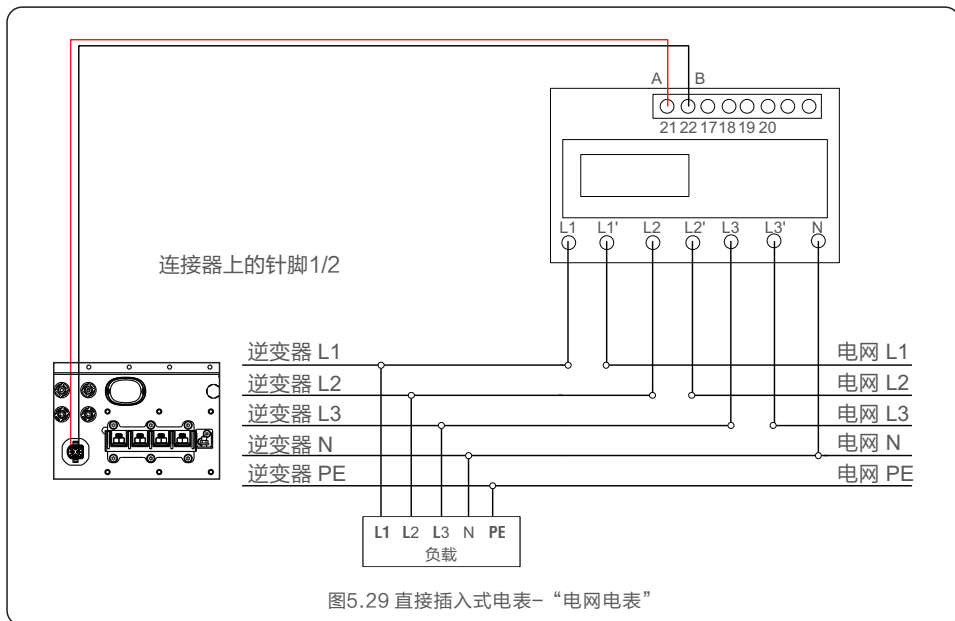 A B
21 22 17 18 19 20
L1 L1' L2 L2' L3 L3' N
连接器上的针脚1/2
逆变器 L1 电网 L1
逆变器 L2 电网 L2
逆变器 L3 电网 L3
逆变器 N 电网 N
逆变器 PE 电网 PE
L1 L2 L3 N PE
负载
图5.29 直接插入式电表–“电网电表”